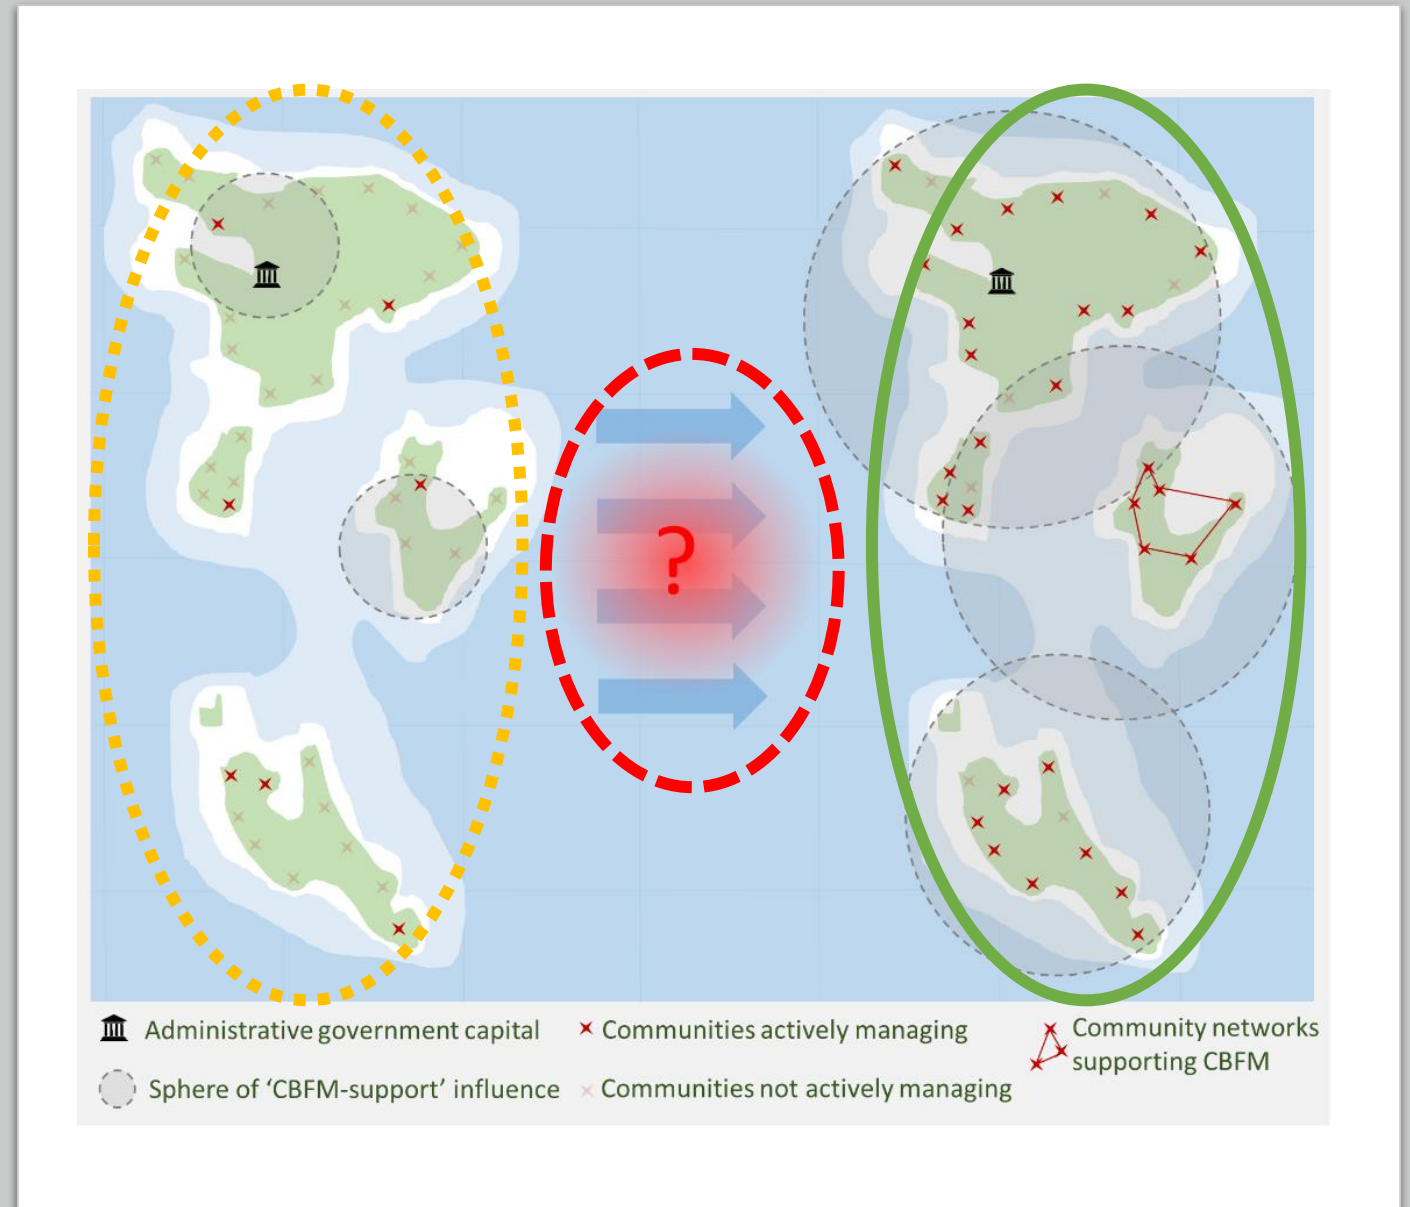 ?
Administrative government capital
Communities actively managing
Community networks
supporting CBFM
Sphere of ‘CBFM-support’ influence
Communities not actively managing